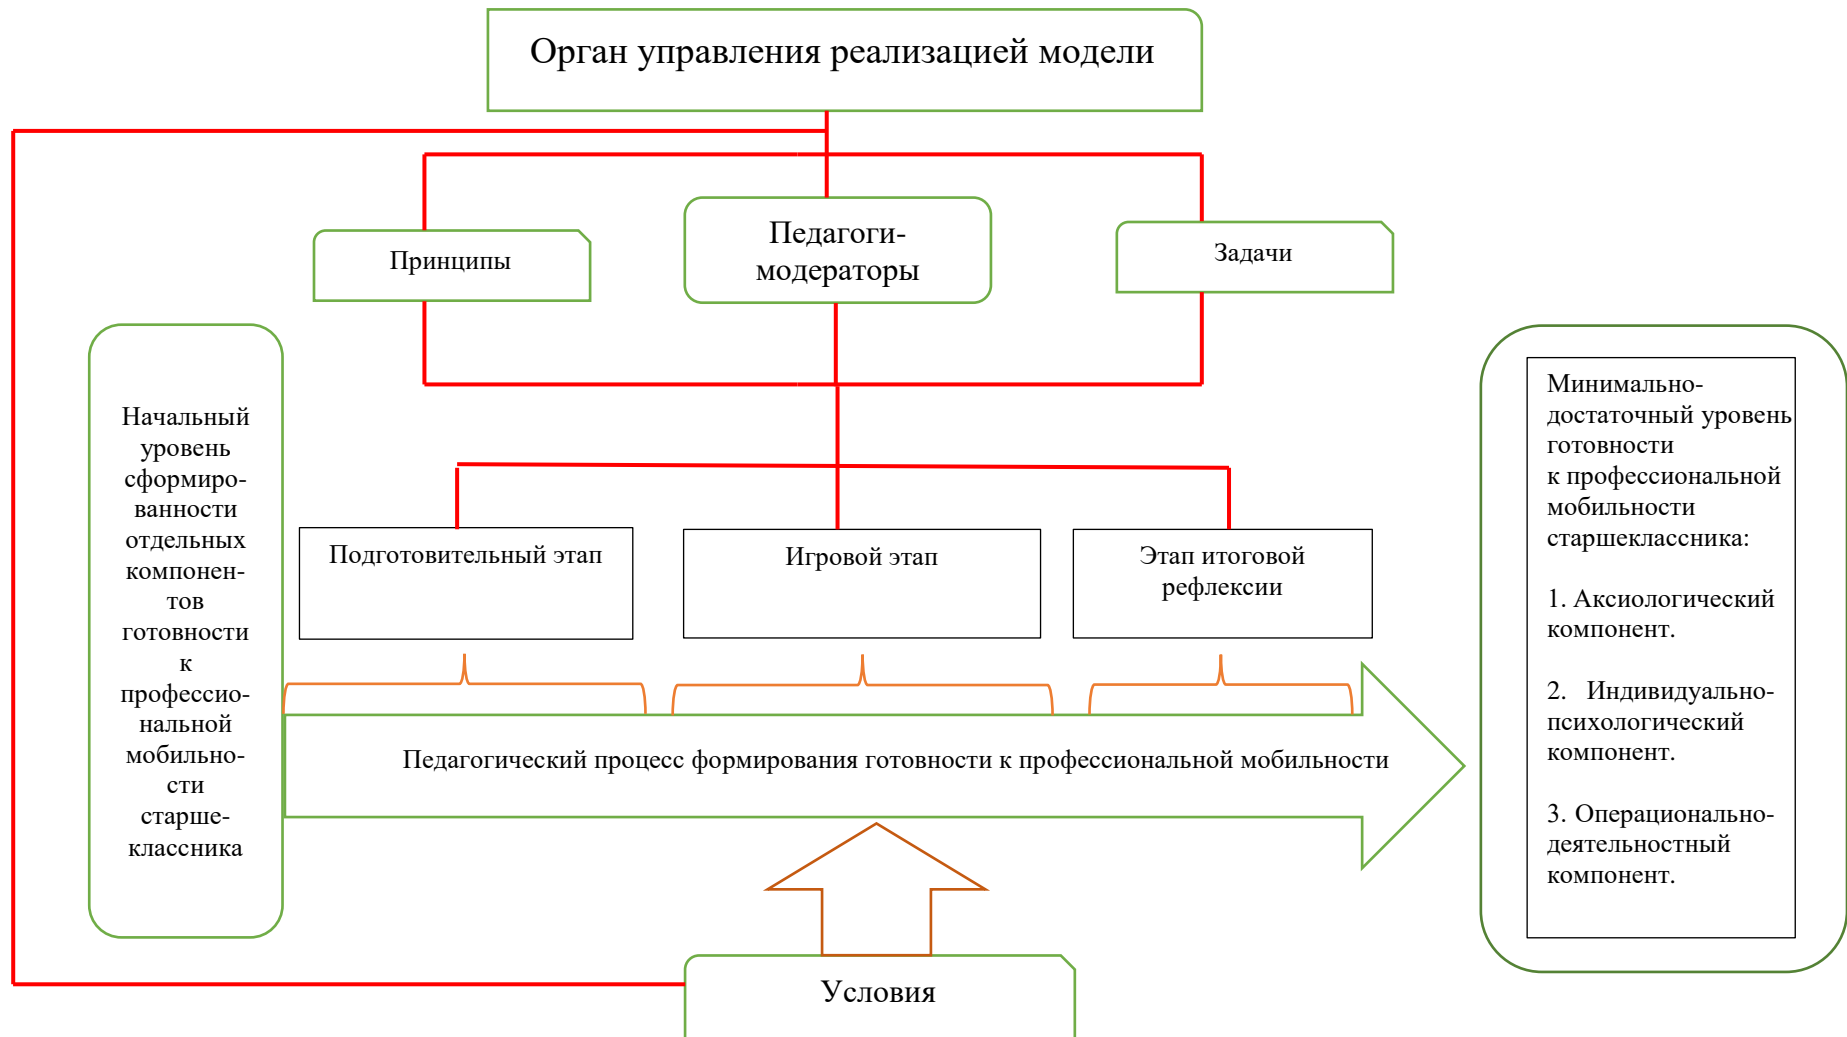 Орган управления реализацией модели
Принципы
Педагоги-
модераторы
Задачи
Начальный
уровень
сформиро-
ванности
отдельных
компонен-
тов
готовности
к
профессио-
нальной
мобильно-
сти
старше-
классника
Подготовительный этап
Игровой этап
Этап итоговой
рефлексии
Педагогический процесс формирования готовности к профессиональной мобильности
Минимально-
достаточный уровень
готовности
к профессиональной
мобильности
старшеклассника:
1. Аксиологический
компонент.
2. Индивидуально-
психологический
компонент.
3. Операционально-
деятельностный
компонент.
Условия